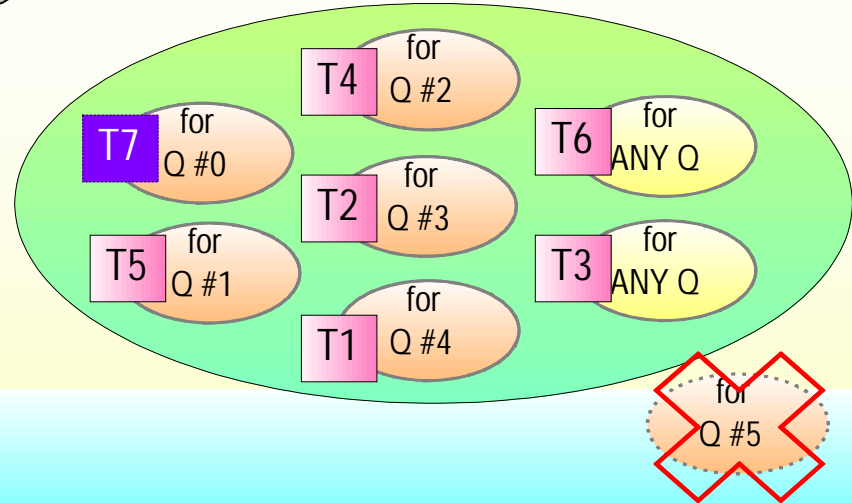 T4
for
Q #2
T7
for
Q #0
T6
for
ANY Q
T2
for
Q #3
T5
for
Q #1
T3
for
ANY Q
T1
for
Q #4
for
Q #5